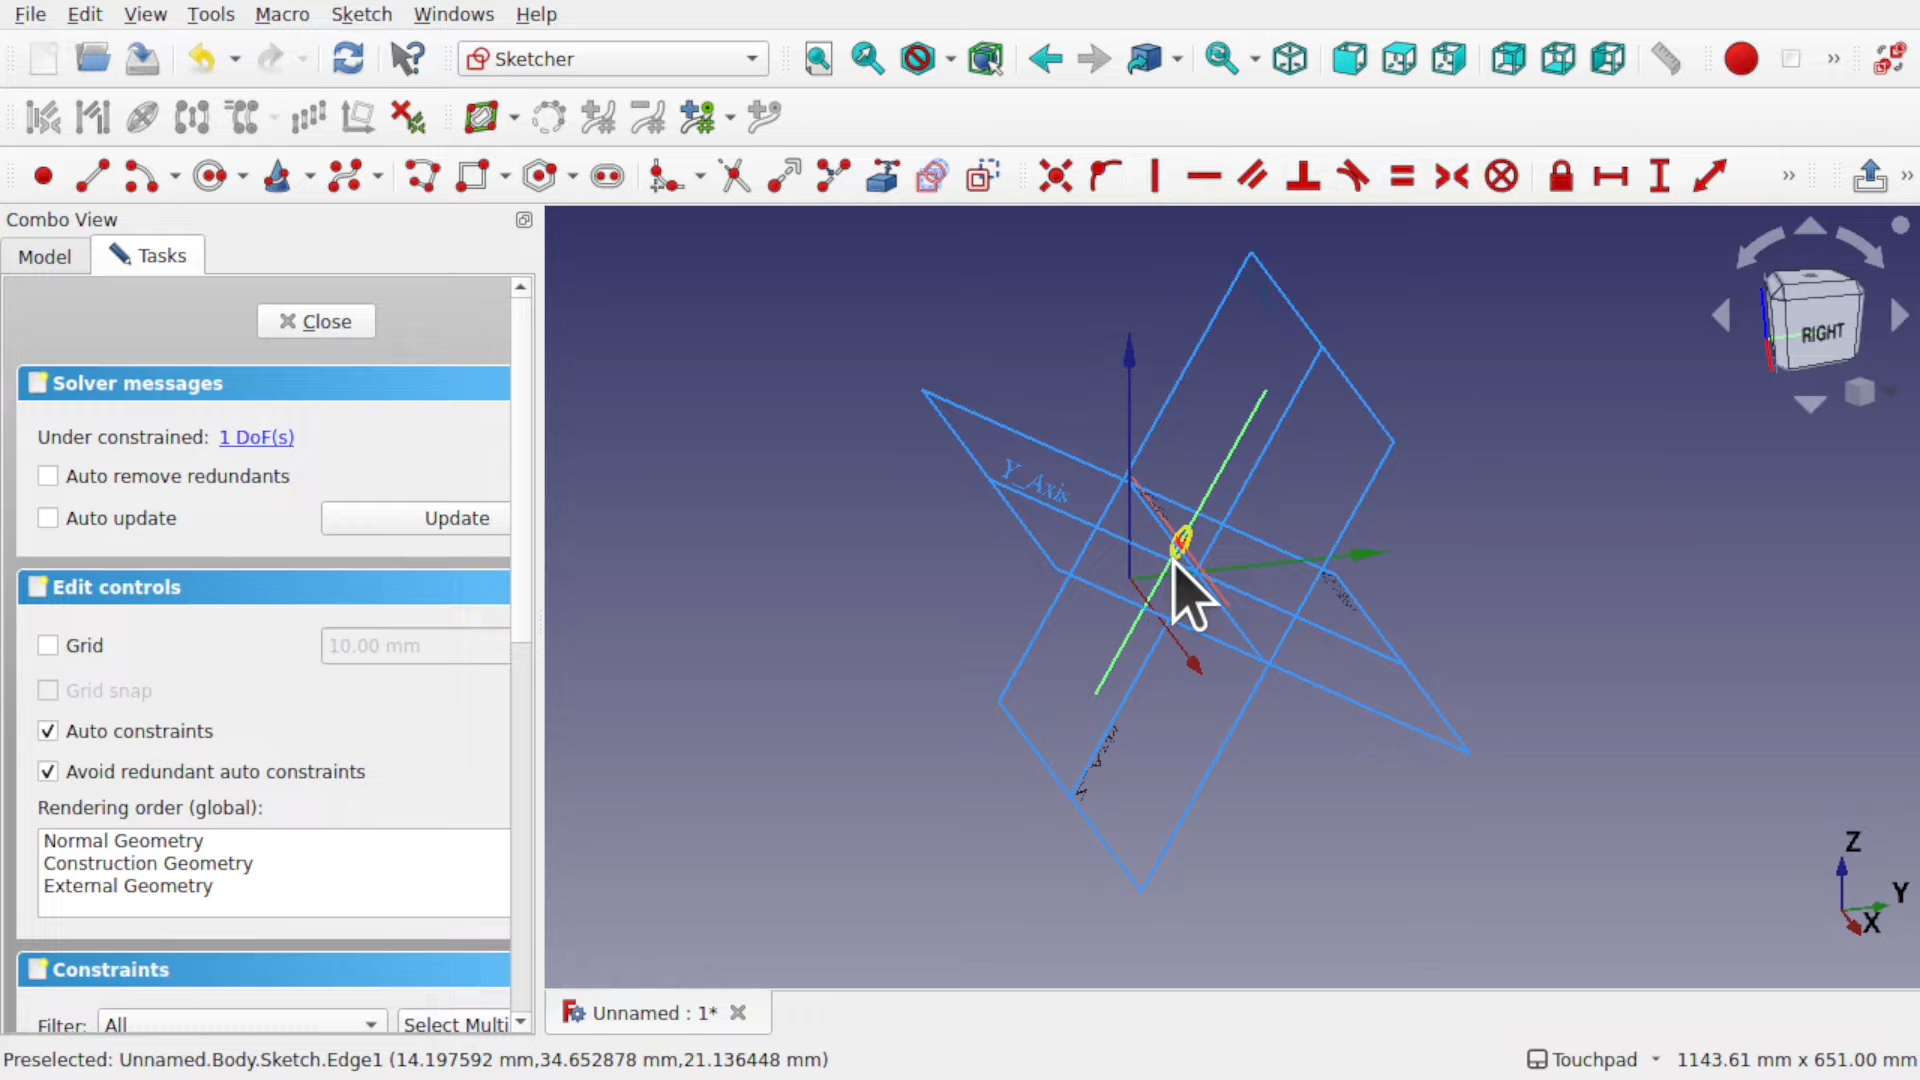 File Edit View Tools Macro Sketch Windows Help
Sketcher
Combo View
Model Tasks
Close
Solver messages
Under constrained: 1 DoF(s)
Auto remove redundants
Auto update Update
Edit controls
Grid 10.00 mm
Grid snap
Auto constraints
Avoid redundant auto constraints
Rendering order (global):
Normal Geometry
Construction Geometry
External Geometry
Constraints
Filter: All Select Multi
Y_Axis
RIGHT
Z
Y
X
Unnamed : 1*
Preselected: Unnamed.Body.Sketch.Edge1 (14.197592 mm,34.652878 mm,21.136448 mm)
Touchpad 1143.61 mm x 651.00 mm